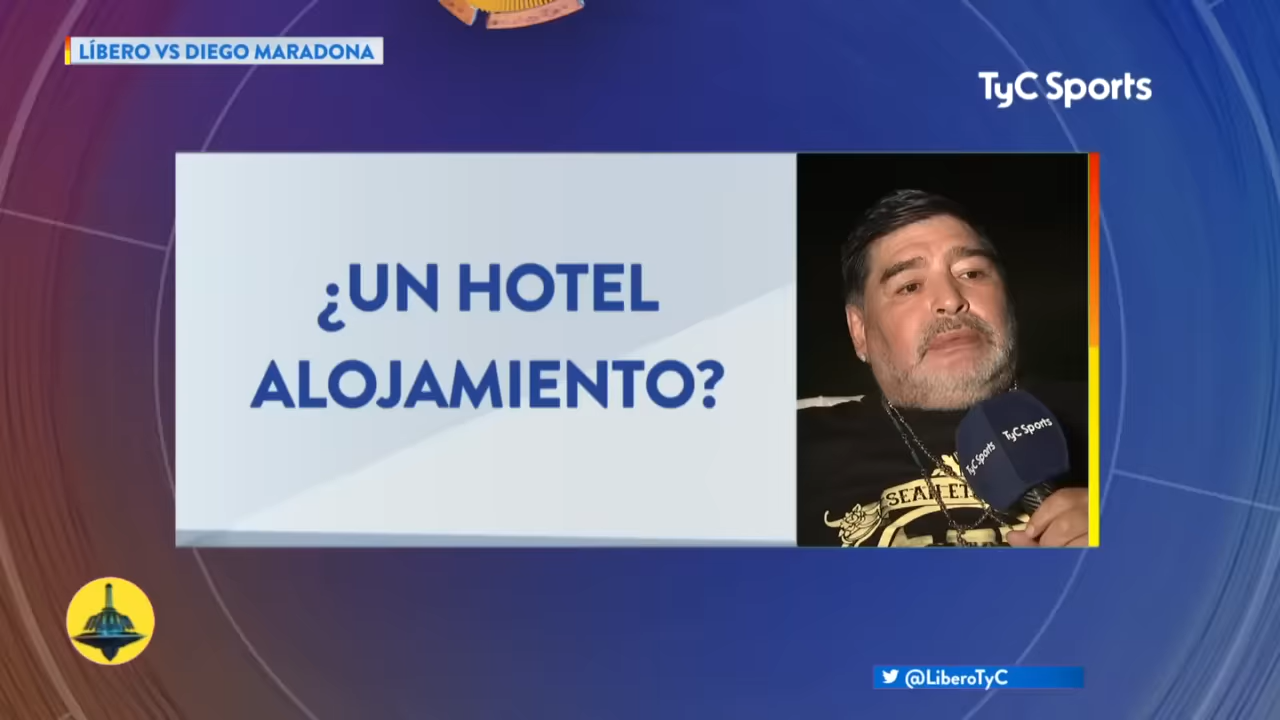 LÍBERO VS DIEGO MARADONA
TyC Sports
¿UN HOTEL
ALOJAMIENTO?
TyC Sports
TyC Sports
@LiberoTyC